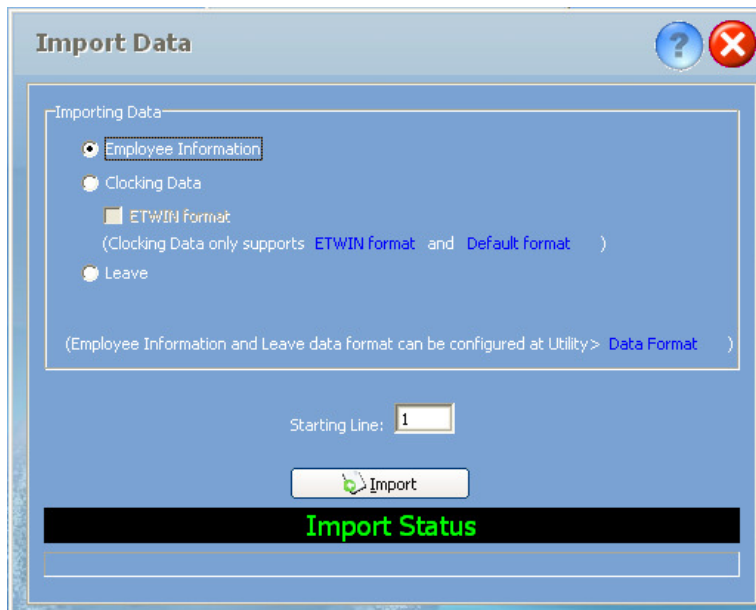 Import Data
Importing Data
Employee Information
Clocking Data
ETWIN format
(Clocking Data only supports ETWIN format and Default format )
Leave
(Employee Information and Leave data format can be configured at Utility> Data Format )
Starting Line: 1
Import
Import Status